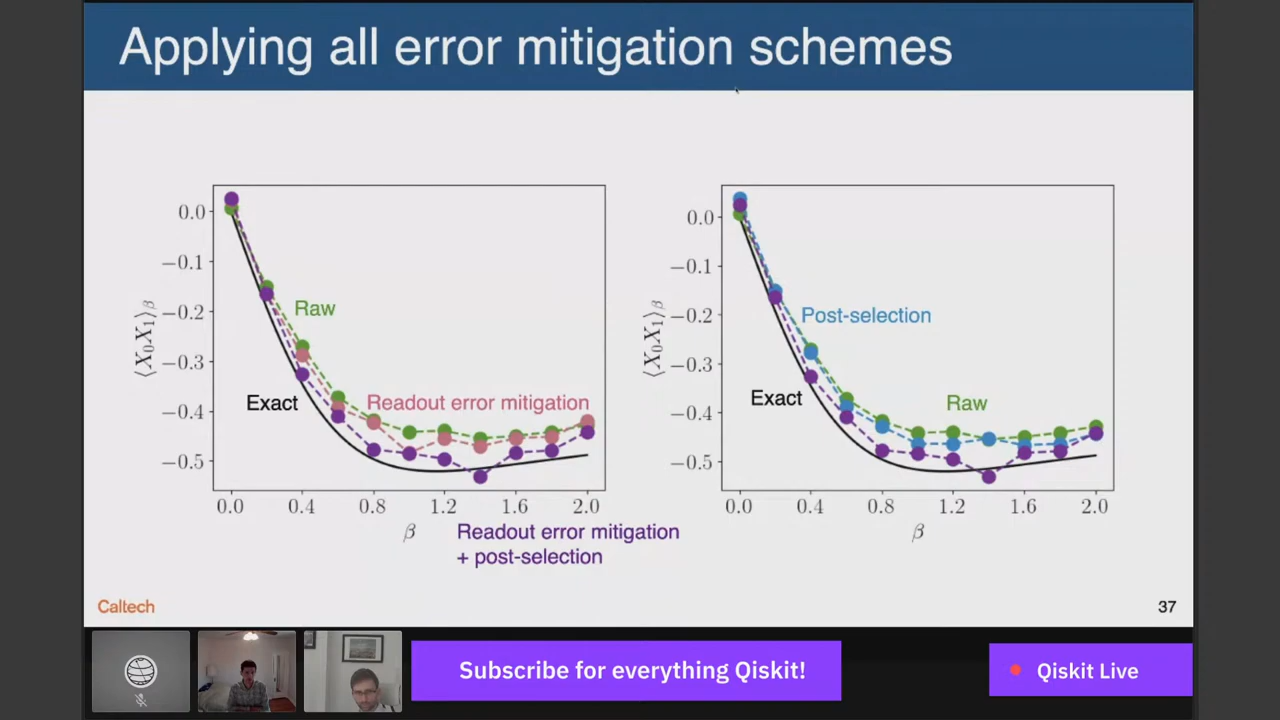 Applying all error mitigation schemes
0.0
−0.1
−0.2
−0.3
−0.4
−0.5
⟨X₀X₁⟩β
Raw
Exact
Readout error mitigation
0.0 0.4 0.8 1.2 1.6 2.0
β
Readout error mitigation
+ post-selection
0.0
−0.1
−0.2
−0.3
−0.4
−0.5
⟨X₀X₁⟩β
Post-selection
Exact
Raw
0.0 0.4 0.8 1.2 1.6 2.0
β
Caltech
37
Subscribe for everything Qiskit!
Qiskit Live